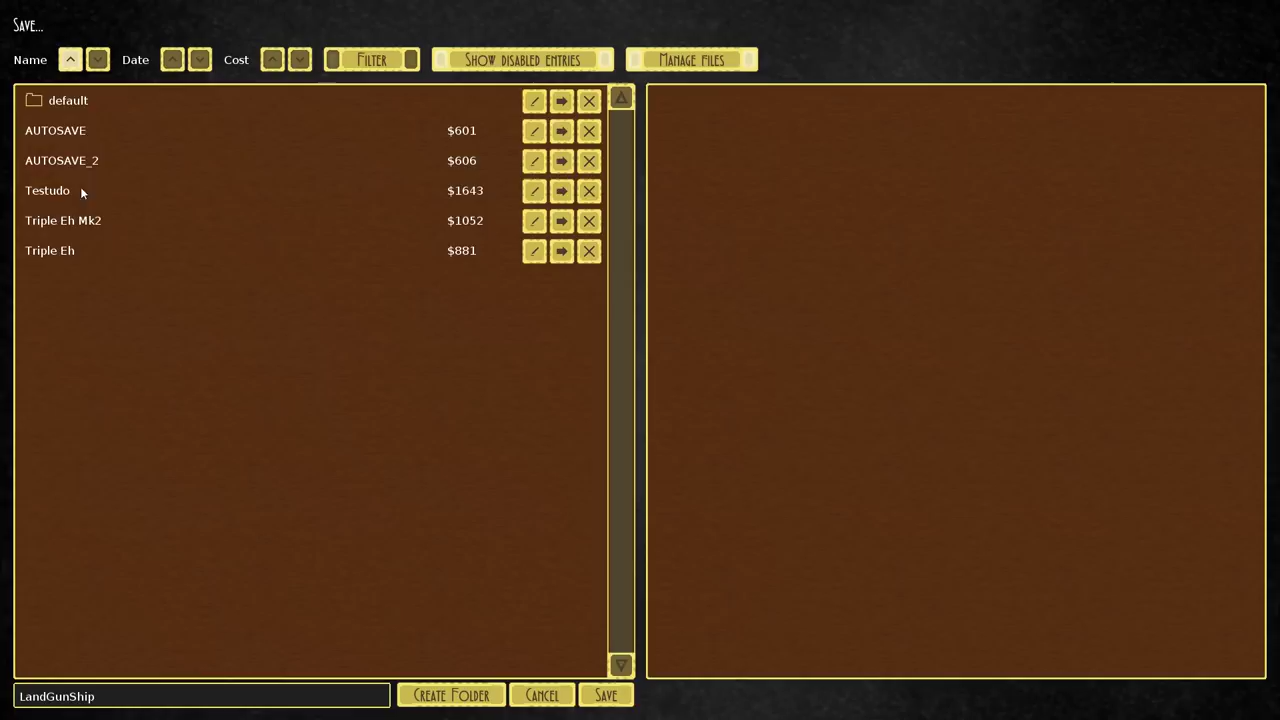 Save...
Name Date Cost Filter Show disabled entries Manage files
default
AUTOSAVE $601
AUTOSAVE_2 $606
Testudo $1643
Triple Eh Mk2 $1052
Triple Eh $881
LandGunShip Create Folder Cancel Save